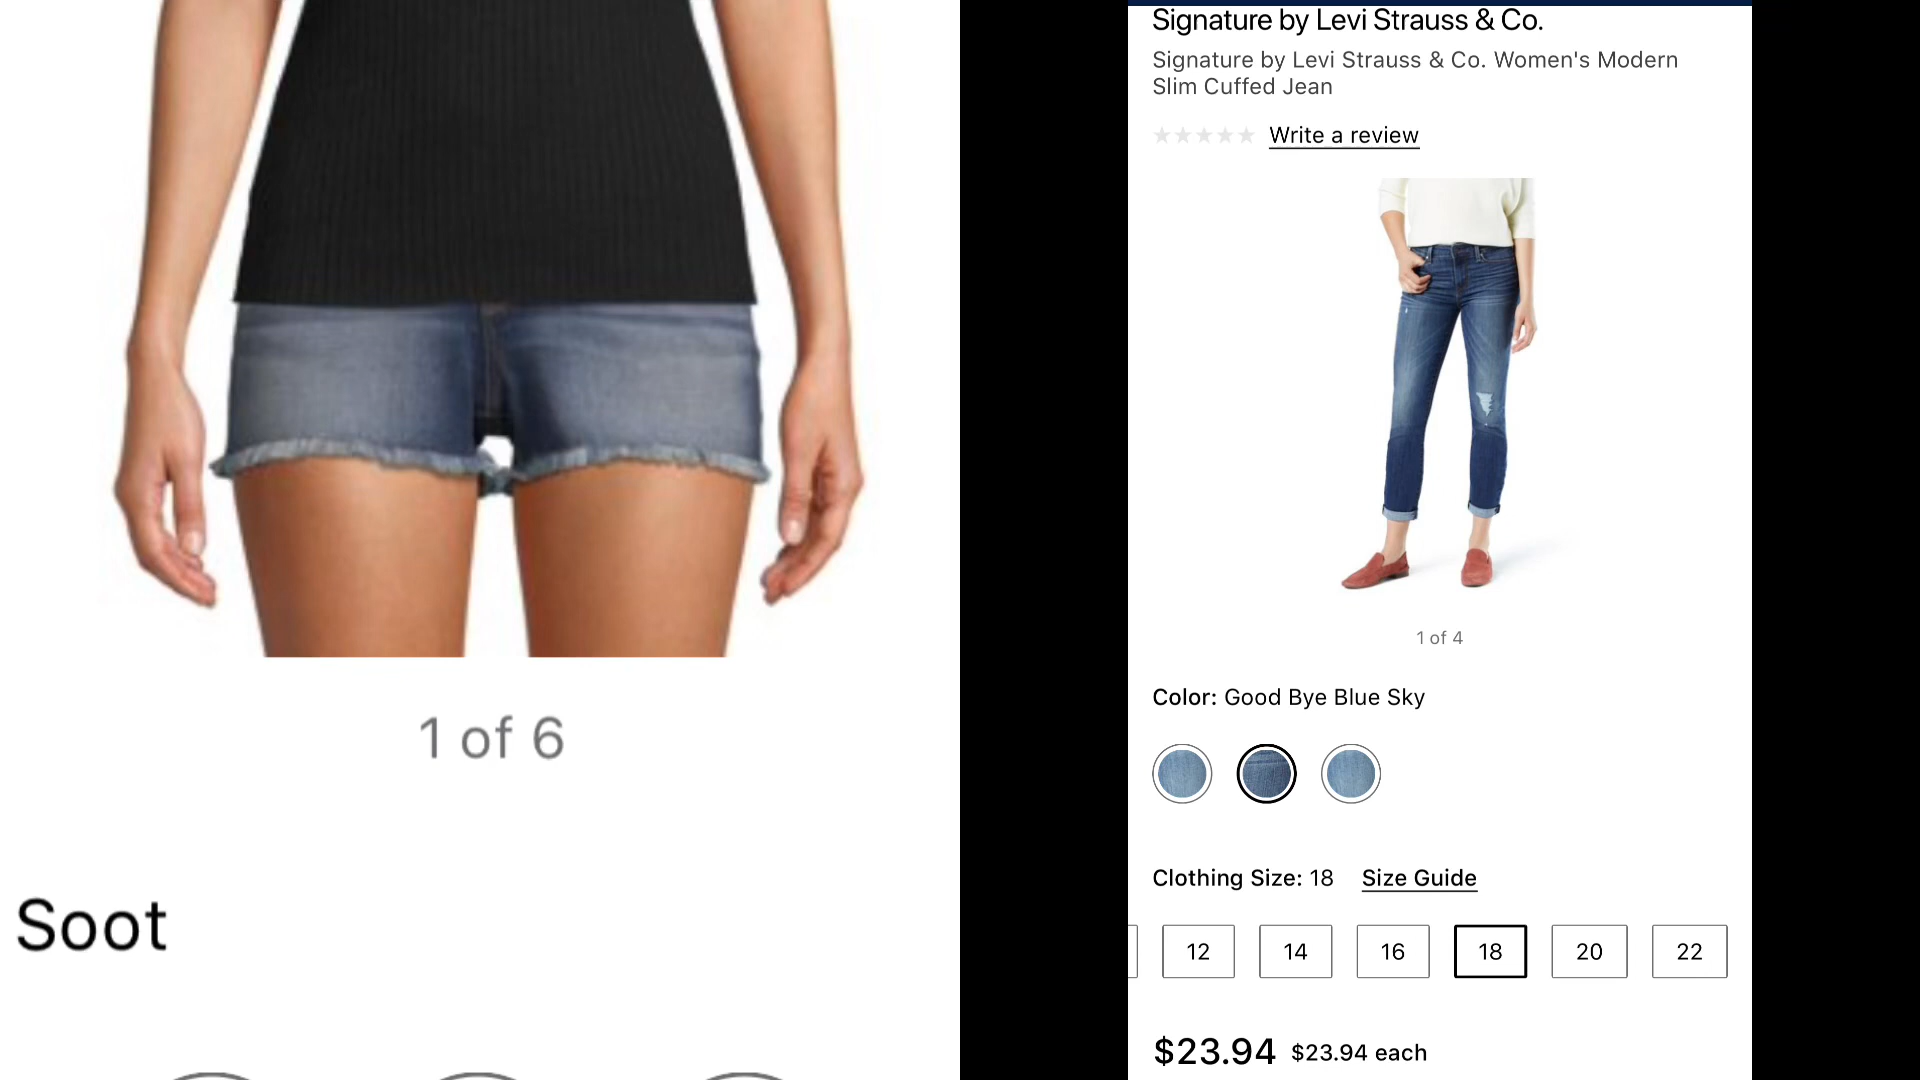 1 of 6
Soot
Signature by Levi Strauss & Co.
Signature by Levi Strauss & Co. Women's Modern
Slim Cuffed Jean
Write a review
1 of 4
Color: Good Bye Blue Sky
Clothing Size: 18 Size Guide
12 14 16 18 20 22
$23.94 $23.94 each